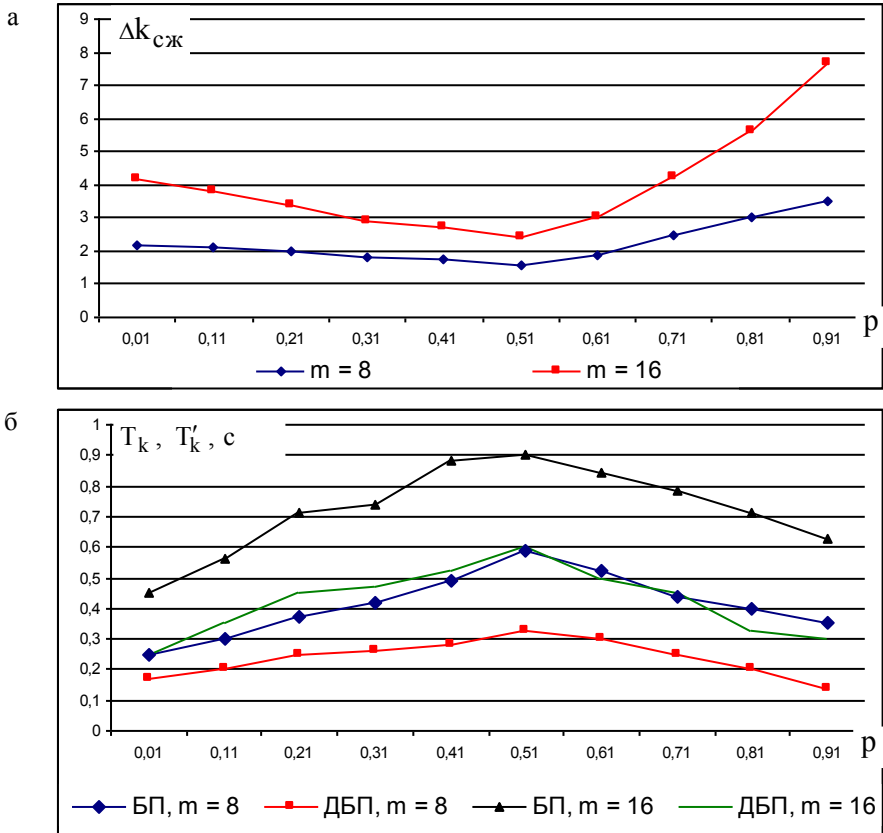 а
Δkсж
9
8
7
6
5
4
3
2
1
0
0,01 0,11 0,21 0,31 0,41 0,51 0,61 0,71 0,81 0,91 p
m = 8 m = 16
б
Tk , T′k , с
1
0,9
0,8
0,7
0,6
0,5
0,4
0,3
0,2
0,1
0
0,01 0,11 0,21 0,31 0,41 0,51 0,61 0,71 0,81 0,91 p
БП, m = 8 ДБП, m = 8 БП, m = 16 ДБП, m = 16